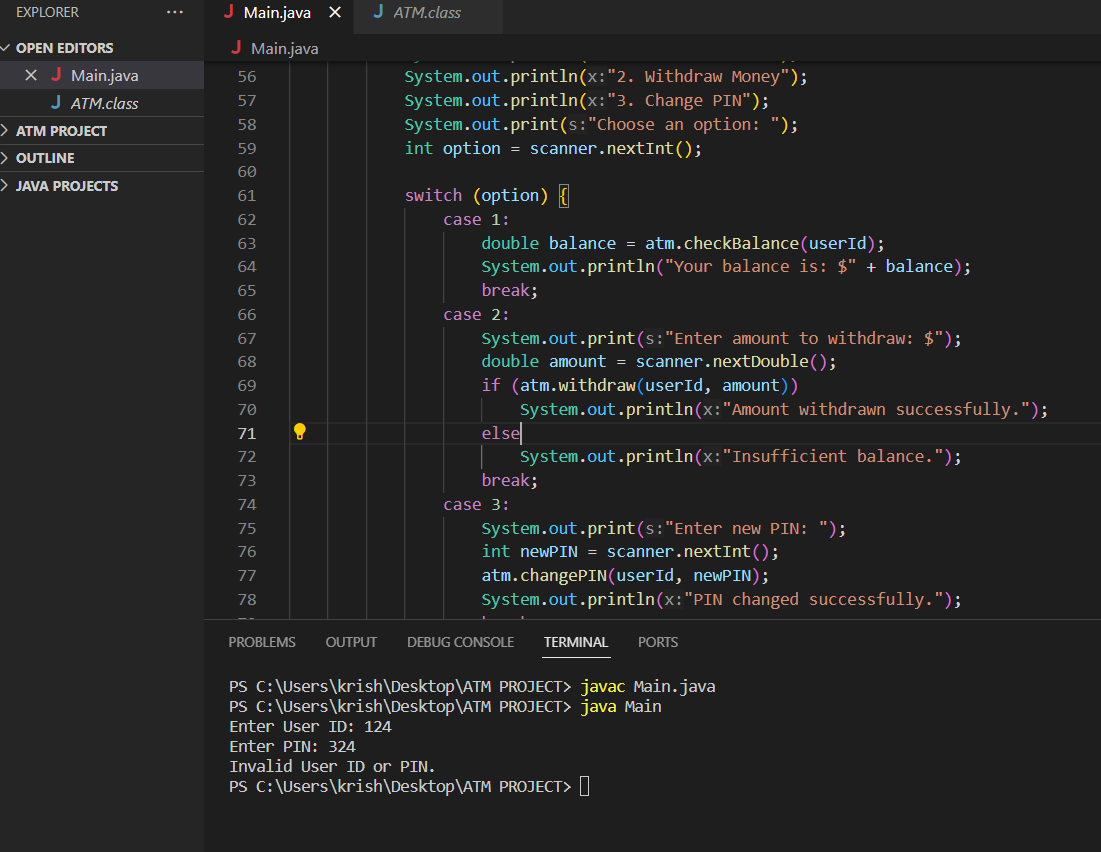 EXPLORER ...
OPEN EDITORS
J Main.java
J ATM.class
ATM PROJECT
OUTLINE
JAVA PROJECTS
J Main.java
J ATM.class
J Main.java
56 System.out.println(x:"2. Withdraw Money");
57 System.out.println(x:"3. Change PIN");
58 System.out.print(s:"Choose an option: ");
59 int option = scanner.nextInt();
60
61 switch (option) {
62 case 1:
63 double balance = atm.checkBalance(userId);
64 System.out.println("Your balance is: $" + balance);
65 break;
66 case 2:
67 System.out.print(s:"Enter amount to withdraw: $");
68 double amount = scanner.nextDouble();
69 if (atm.withdraw(userId, amount))
70 System.out.println(x:"Amount withdrawn successfully.");
71 else
72 System.out.println(x:"Insufficient balance.");
73 break;
74 case 3:
75 System.out.print(s:"Enter new PIN: ");
76 int newPIN = scanner.nextInt();
77 atm.changePIN(userId, newPIN);
78 System.out.println(x:"PIN changed successfully.");
PROBLEMS OUTPUT DEBUG CONSOLE TERMINAL PORTS
PS C:\Users\krish\Desktop\ATM PROJECT> javac Main.java
PS C:\Users\krish\Desktop\ATM PROJECT> java Main
Enter User ID: 124
Enter PIN: 324
Invalid User ID or PIN.
PS C:\Users\krish\Desktop\ATM PROJECT>